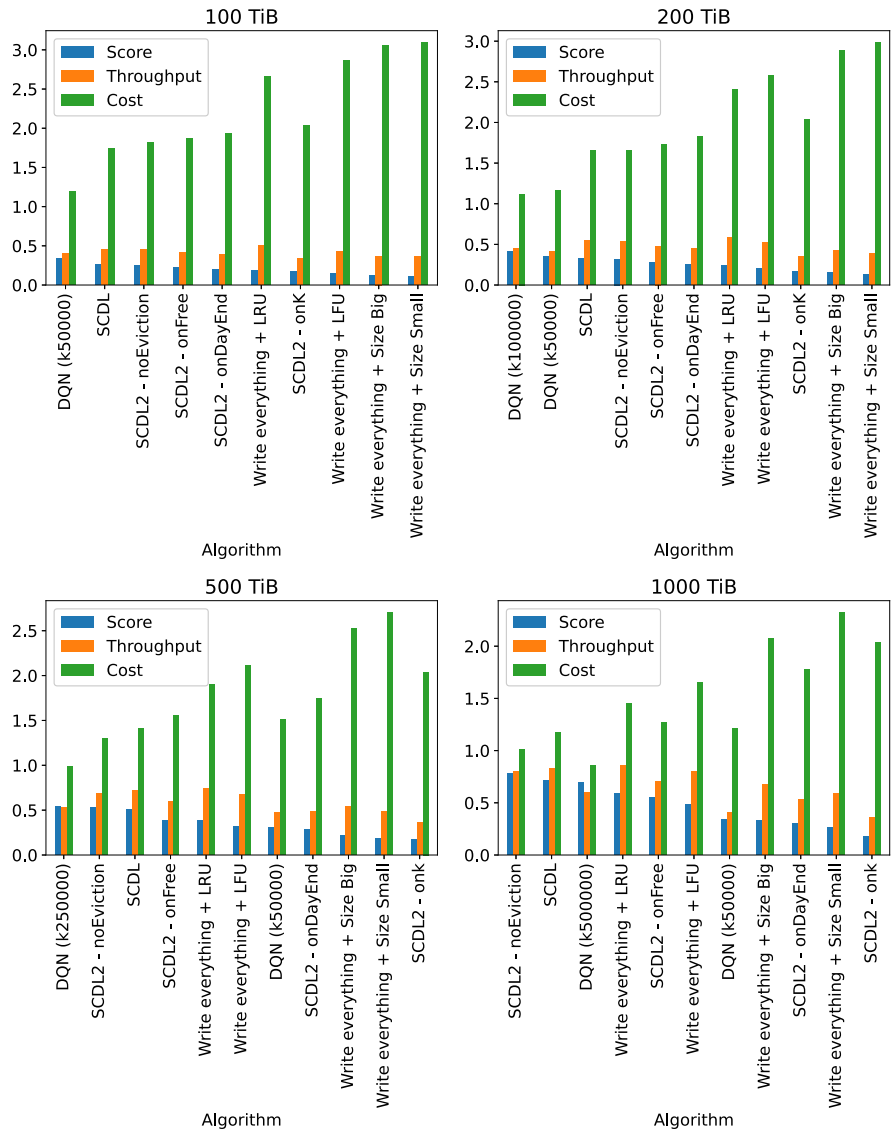 100 TiB
3.0
2.5
2.0
1.5
1.0
0.5
0.0
Score
Throughput
Cost
DQN (k50000)
SCDL
SCDL2 - noEviction
SCDL2 - onFree
SCDL2 - onDayEnd
Write everything + LRU
SCDL2 - onK
Write everything + LFU
Write everything + Size Big
Write everything + Size Small
Algorithm
200 TiB
3.0
2.5
2.0
1.5
1.0
0.5
0.0
Score
Throughput
Cost
DQN (k100000)
DQN (k50000)
SCDL
SCDL2 - noEviction
SCDL2 - onFree
SCDL2 - onDayEnd
Write everything + LRU
Write everything + LFU
SCDL2 - onK
Write everything + Size Big
Write everything + Size Small
Algorithm
500 TiB
2.5
2.0
1.5
1.0
0.5
0.0
Score
Throughput
Cost
DQN (k250000)
SCDL2 - noEviction
SCDL
SCDL2 - onFree
Write everything + LRU
Write everything + LFU
DQN (k50000)
SCDL2 - onDayEnd
Write everything + Size Big
Write everything + Size Small
SCDL2 - onk
Algorithm
1000 TiB
2.0
1.5
1.0
0.5
0.0
Score
Throughput
Cost
SCDL2 - noEviction
SCDL
DQN (k500000)
Write everything + LRU
SCDL2 - onFree
Write everything + LFU
DQN (k50000)
Write everything + Size Big
SCDL2 - onDayEnd
Write everything + Size Small
SCDL2 - onk
Algorithm